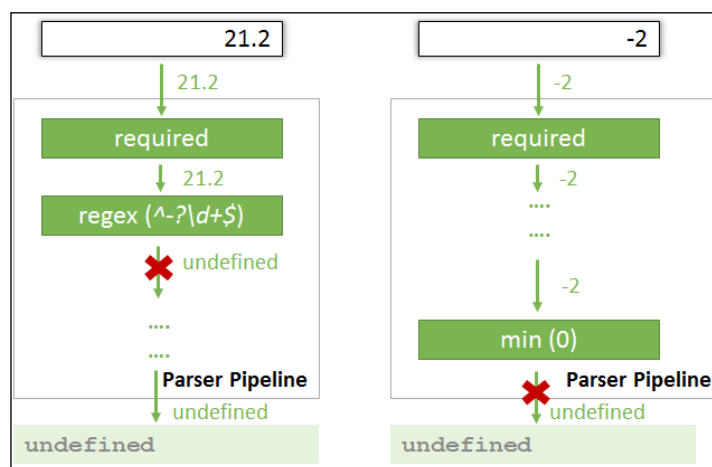 21.2
21.2
required
21.2
regex (^-?\d+$)
undefined
....
....
Parser Pipeline
undefined
undefined
-2
-2
required
-2
....
....
-2
min (0)
Parser Pipeline
undefined
undefined